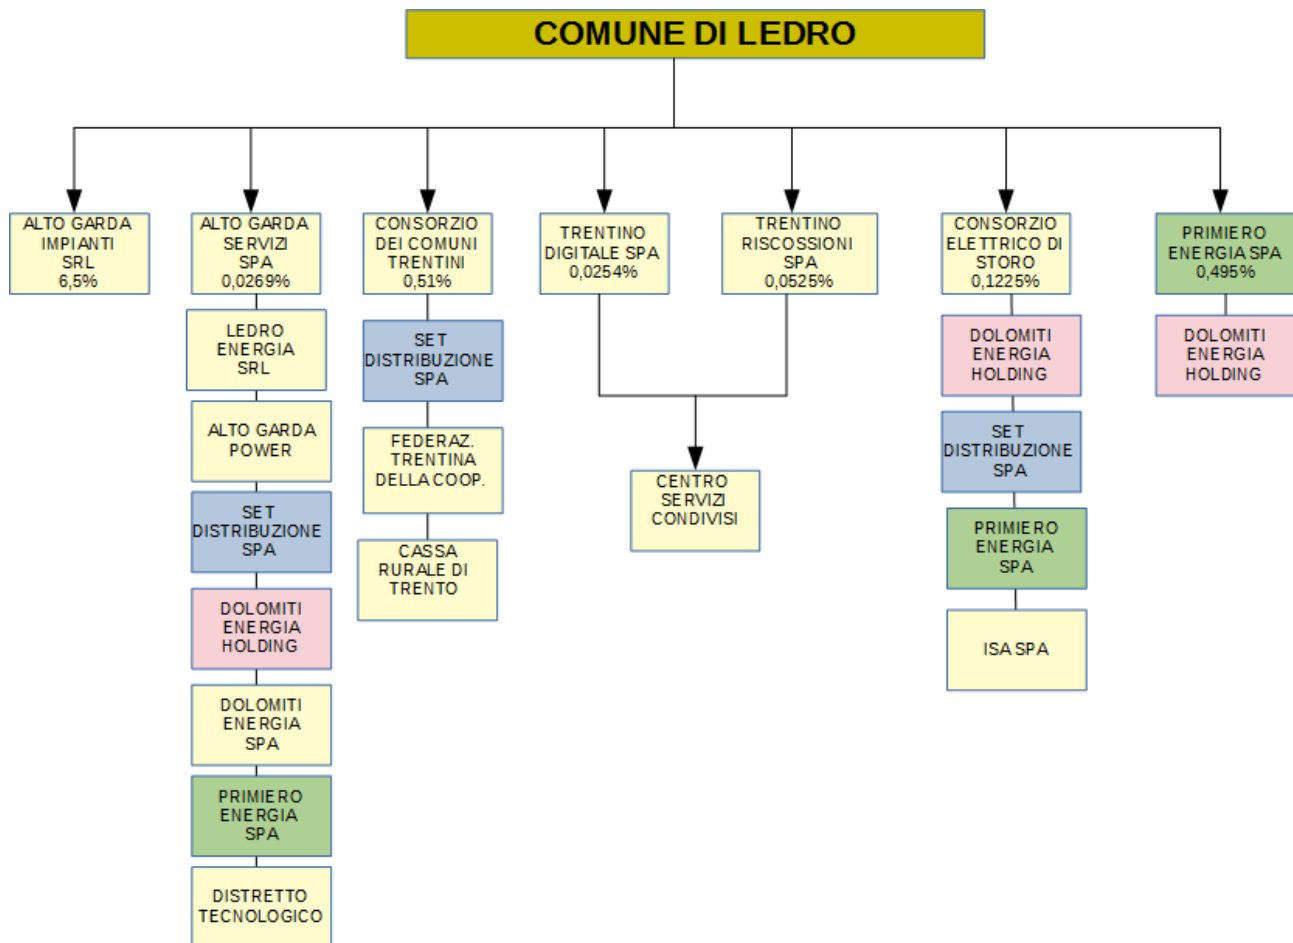 COMUNE DI LEDRO
ALTO GARDA
IMPIANTI
SRL
6,5%
ALTO GARDA
SERVIZI
SPA
0,0269%
CONSORZIO
DEI COMUNI
TRENTINI
0,51%
TRENTINO
DIGITALE SPA
0,0254%
TRENTINO
RISCOSSIONI
SPA
0,0525%
CONSORZIO
ELETTRICO DI
STORO
0,1225%
PRIMIERO
ENERGIA SPA
0,495%
LEDRO
ENERGIA
SRL
ALTO GARDA
POWER
SET
DISTRIBUZIONE
SPA
DOLOMITI
ENERGIA
HOLDING
DOLOMITI
ENERGIA
SPA
PRIMIERO
ENERGIA
SPA
DISTRETTO
TECNOLOGICO
SET
DISTRIBUZIONE
SPA
FEDERAZ.
TRENTINA
DELLA COOP.
CASSA
RURALE DI
TRENTO
CENTRO
SERVIZI
CONDIVISI
DOLOMITI
ENERGIA
HOLDING
SET
DISTRIBUZIONE
SPA
PRIMIERO
ENERGIA
SPA
ISA SPA
DOLOMITI
ENERGIA
HOLDING